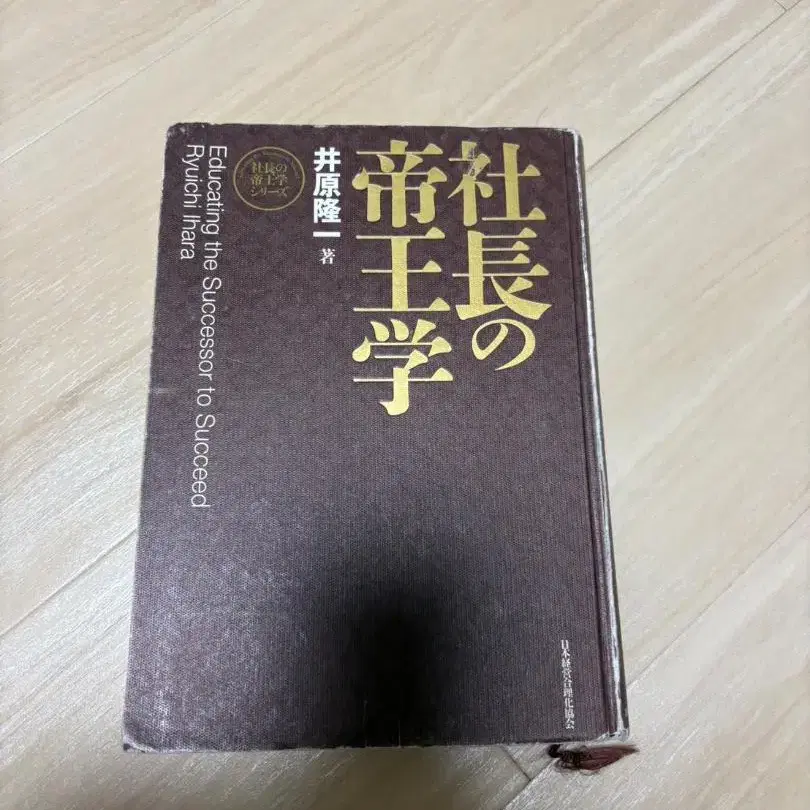 社長の
帝王学
井原隆一 著
社長の
帝王学
シリーズ
Educating the Successor to Succeed
Ryuichi Ihara
日本経営合理化協会